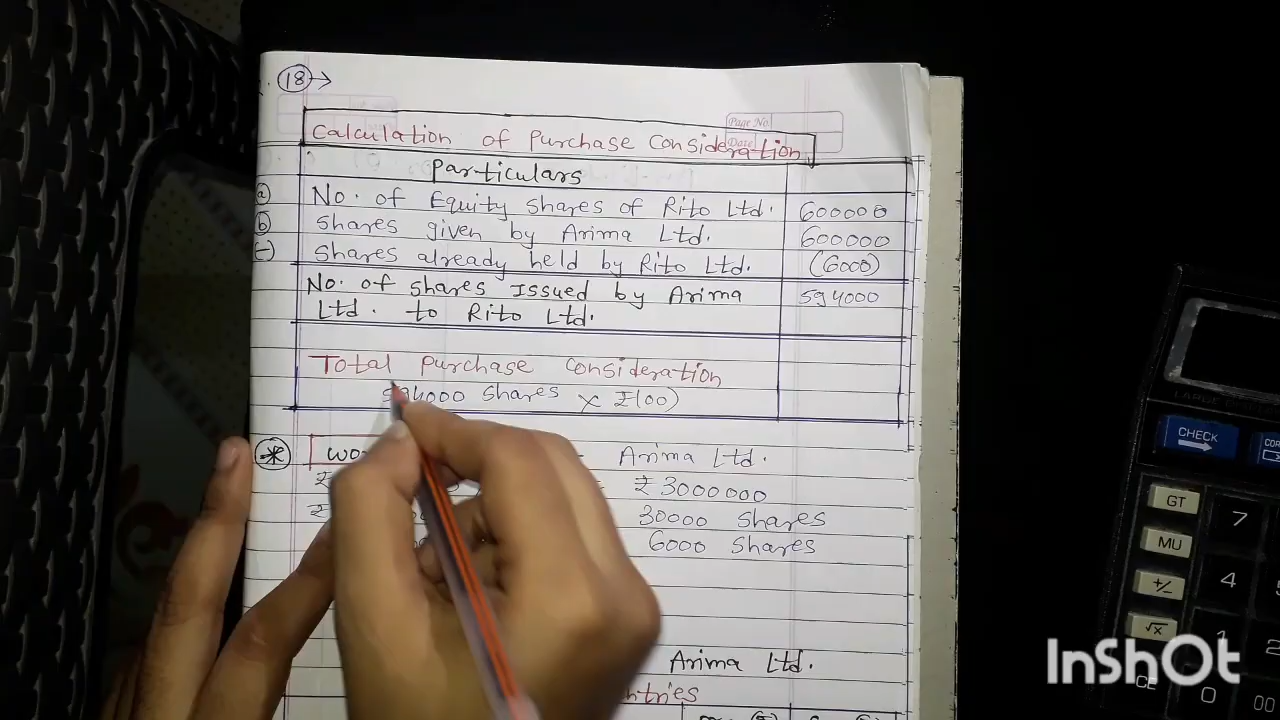 18→
Page No.
Date
Calculation of Purchase Consideration
Particulars
(a) No. of Equity shares of Rito Ltd. 600000
(b) Shares given by Arima Ltd. 600000
(-) Shares already held by Rito Ltd. (6000)
No. of shares Issued by Arima 594000
Ltd. to Rito Ltd.
Total Purchase Consideration
594000 Shares × ₹100)
* Arima Ltd.
₹ ₹3000000
₹ 30000 Shares
6000 Shares
Arima Ltd.
CHECK
GT
MU
+/-
√x
CE
7
4
1
2
0
00
InShOt